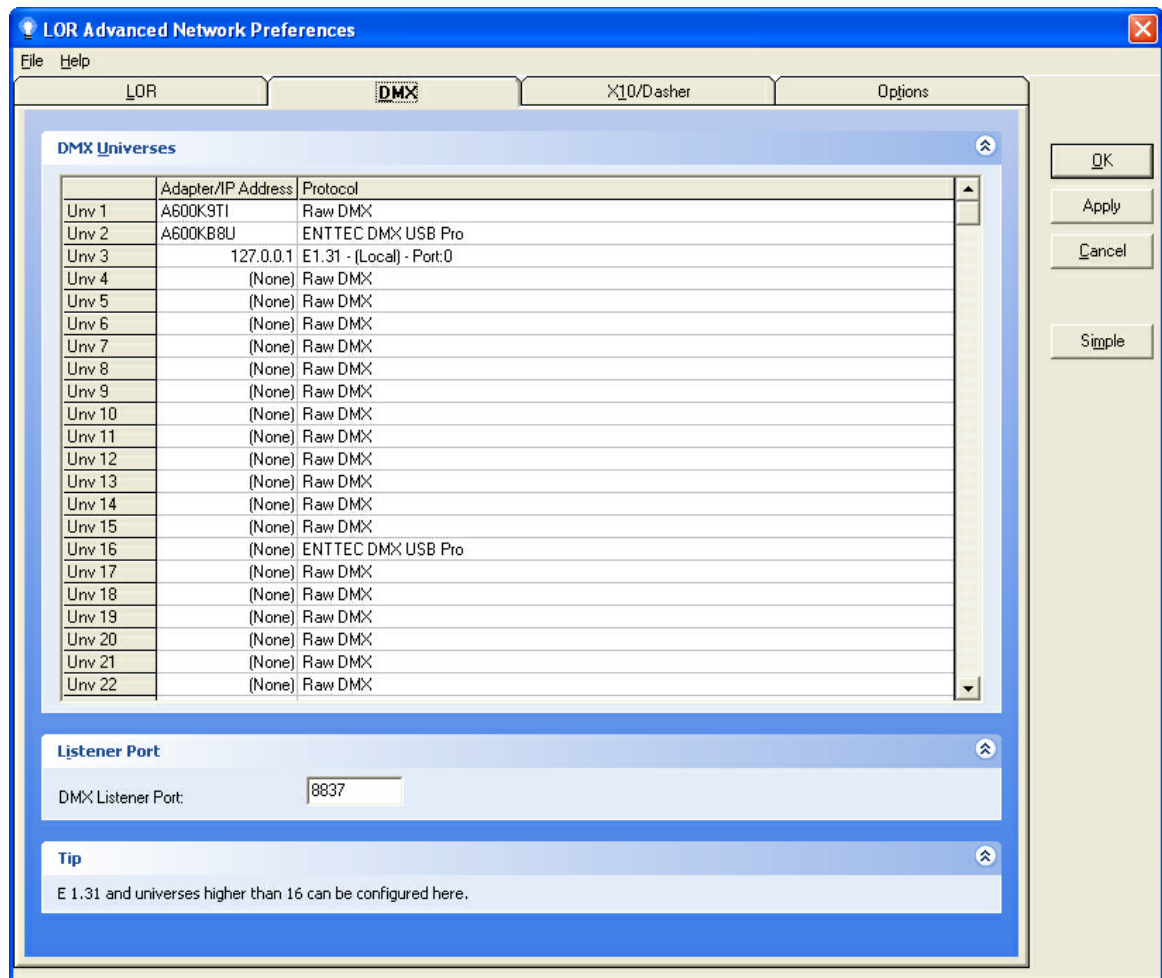 LOR Advanced Network Preferences
File Help
LOR DMX X10/Dasher Options
DMX Universes
Adapter/IP Address Protocol
Unv 1 A600K9TI Raw DMX
Unv 2 A600KB8U ENTTEC DMX USB Pro
Unv 3 127.0.0.1 E1.31 - (Local) - Port:0
Unv 4 (None) Raw DMX
Unv 5 (None) Raw DMX
Unv 6 (None) Raw DMX
Unv 7 (None) Raw DMX
Unv 8 (None) Raw DMX
Unv 9 (None) Raw DMX
Unv 10 (None) Raw DMX
Unv 11 (None) Raw DMX
Unv 12 (None) Raw DMX
Unv 13 (None) Raw DMX
Unv 14 (None) Raw DMX
Unv 15 (None) Raw DMX
Unv 16 (None) ENTTEC DMX USB Pro
Unv 17 (None) Raw DMX
Unv 18 (None) Raw DMX
Unv 19 (None) Raw DMX
Unv 20 (None) Raw DMX
Unv 21 (None) Raw DMX
Unv 22 (None) Raw DMX
Listener Port
DMX Listener Port: 8837
Tip
E 1.31 and universes higher than 16 can be configured here.
OK
Apply
Cancel
Simple